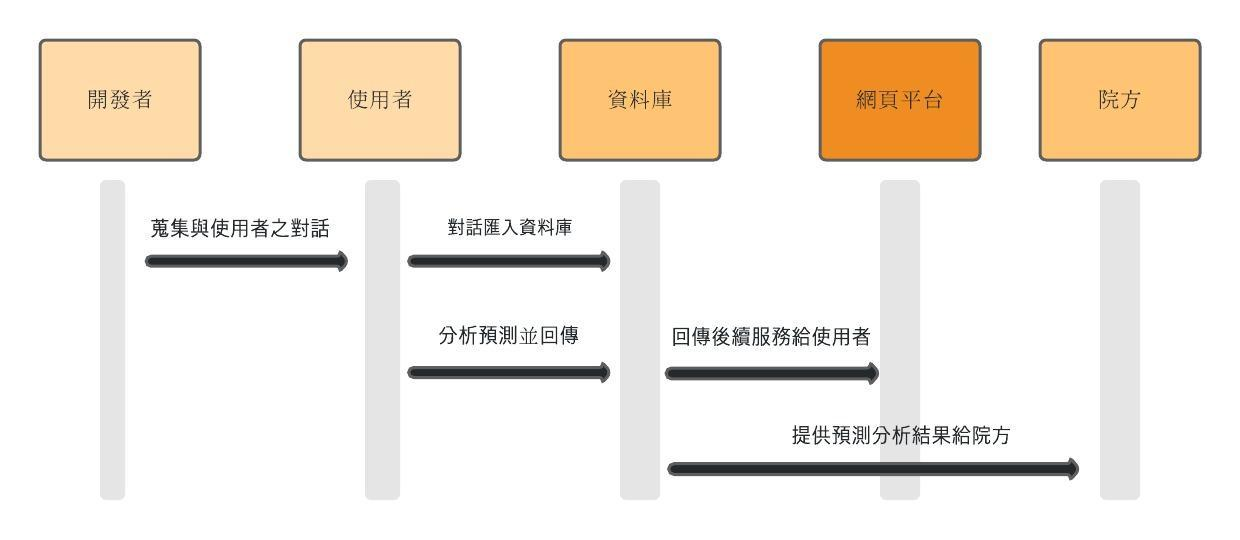 開發者
使用者
資料庫
網頁平台
院方
蒐集與使用者之對話
對話匯入資料庫
分析預測並回傳
回傳後續服務給使用者
提供預測分析結果給院方